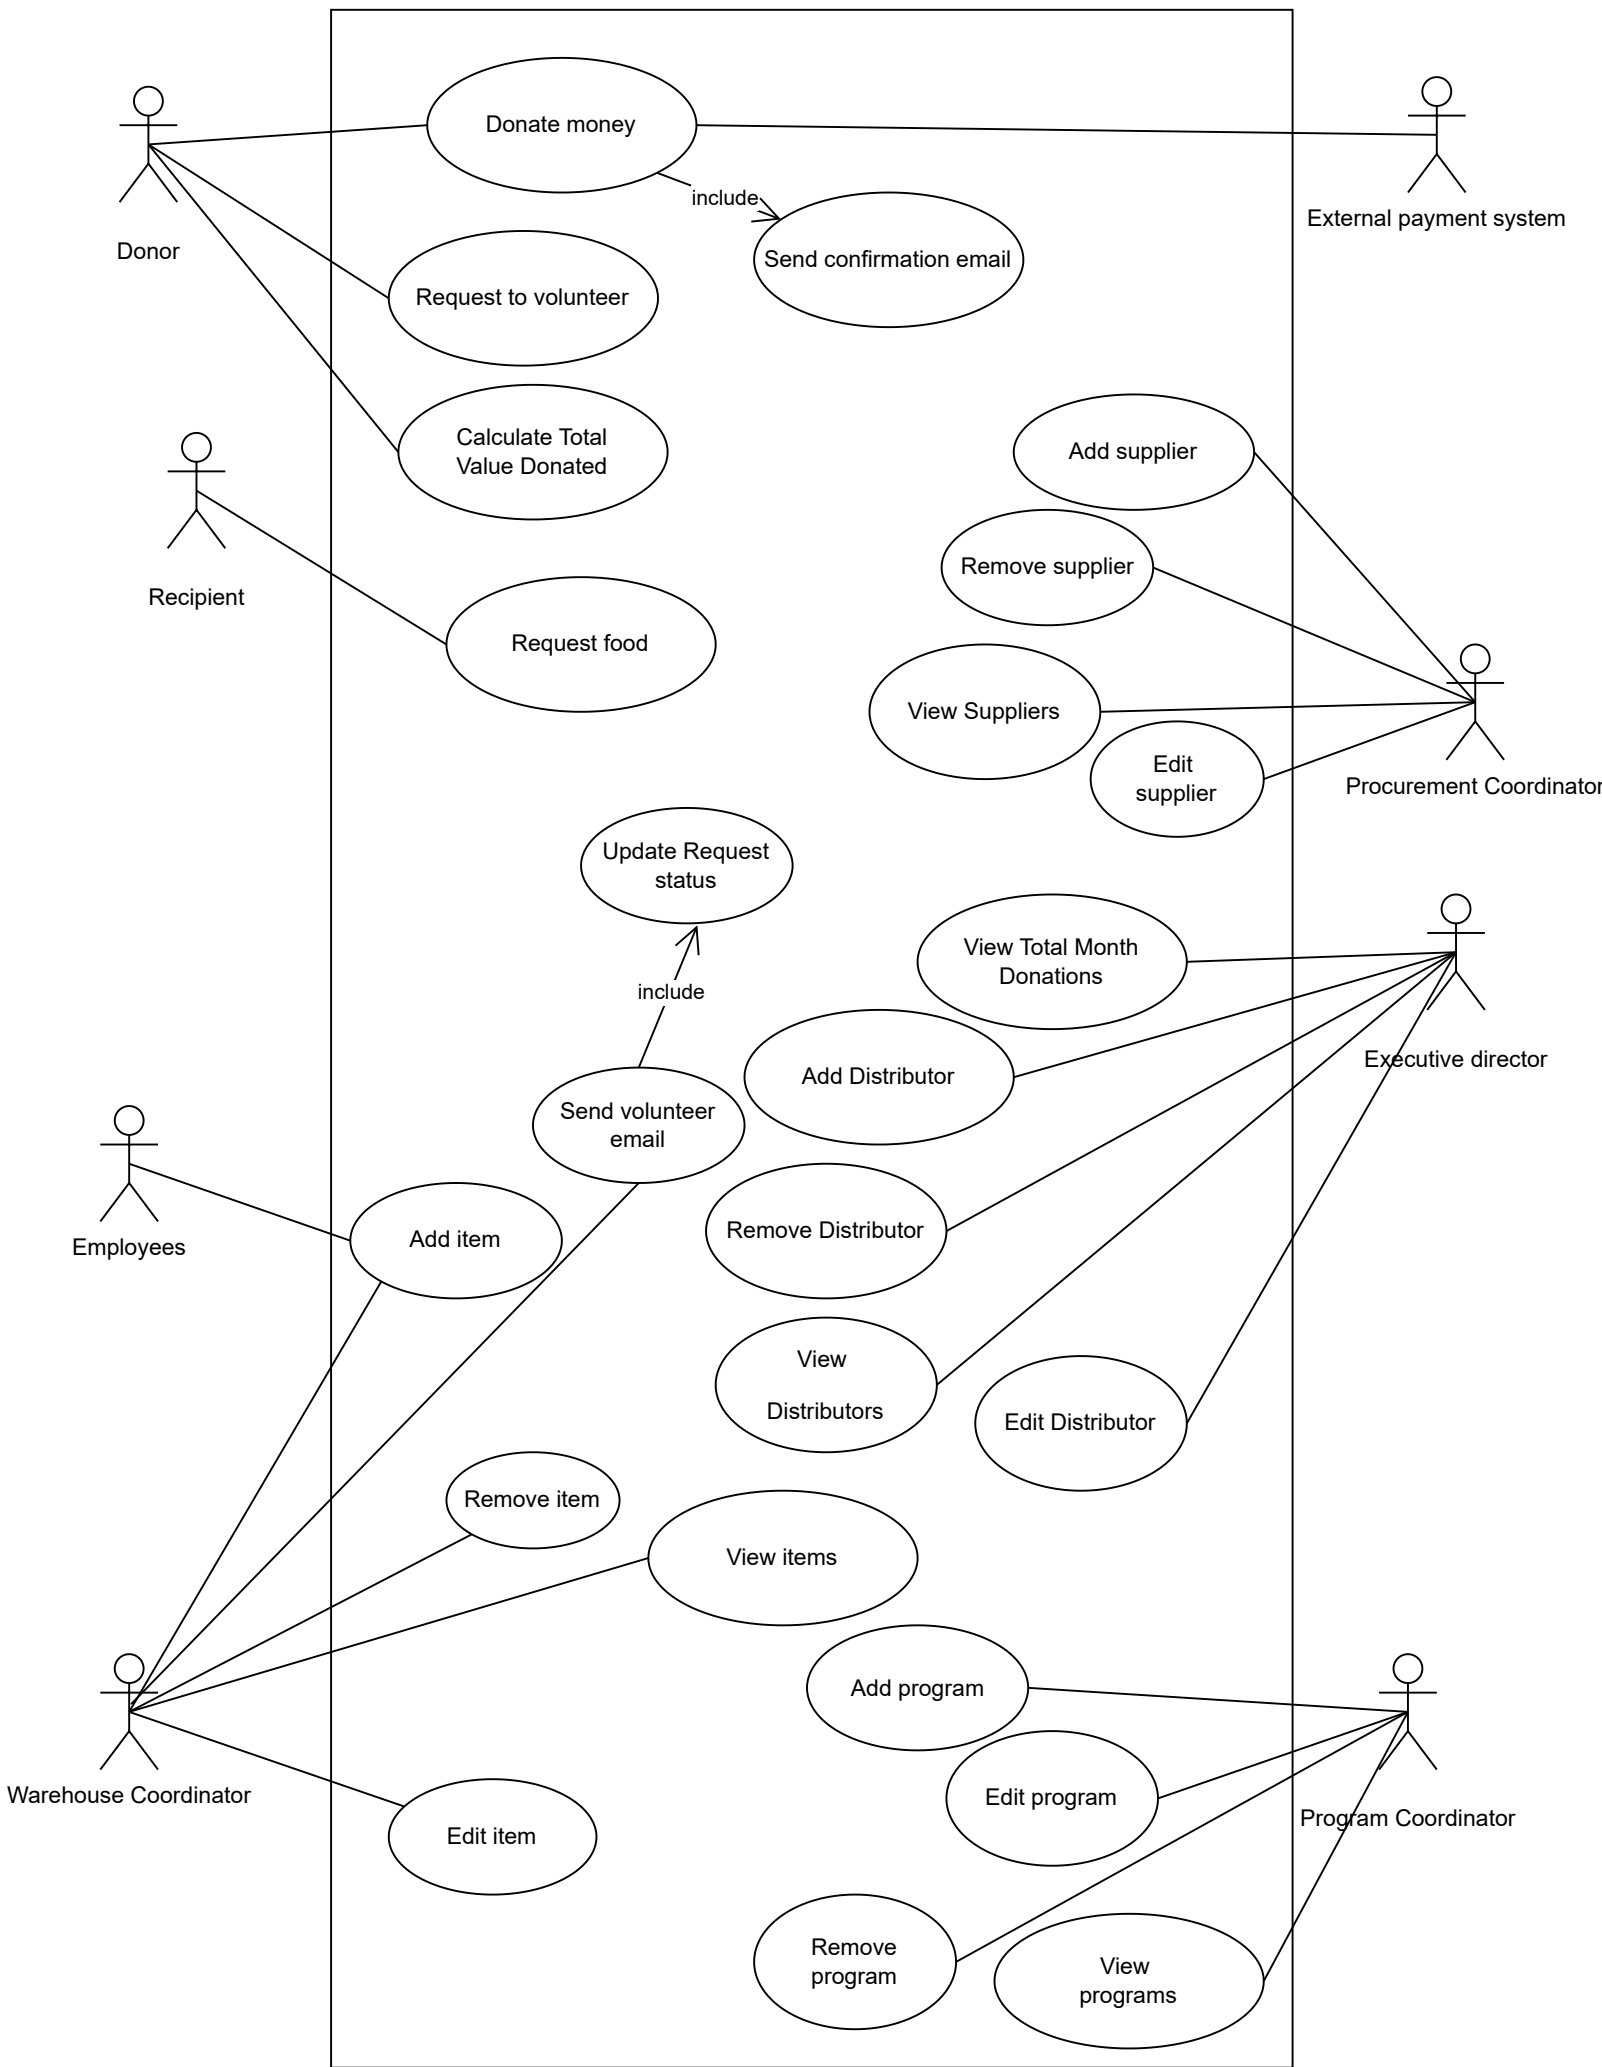 Donate money
include
Send confirmation email
External payment system
Donor
Request to volunteer
Calculate Total
Value Donated
Add supplier
Remove supplier
Recipient
Request food
View Suppliers
Edit
supplier
Procurement Coordinator
Update Request
status
View Total Month
Donations
include
Add Distributor
Executive director
Send volunteer
email
Employees
Add item
Remove Distributor
View
Distributors
Edit Distributor
Remove item
View items
Add program
Warehouse Coordinator
Edit program
Program Coordinator
Edit item
Remove
program
View
programs